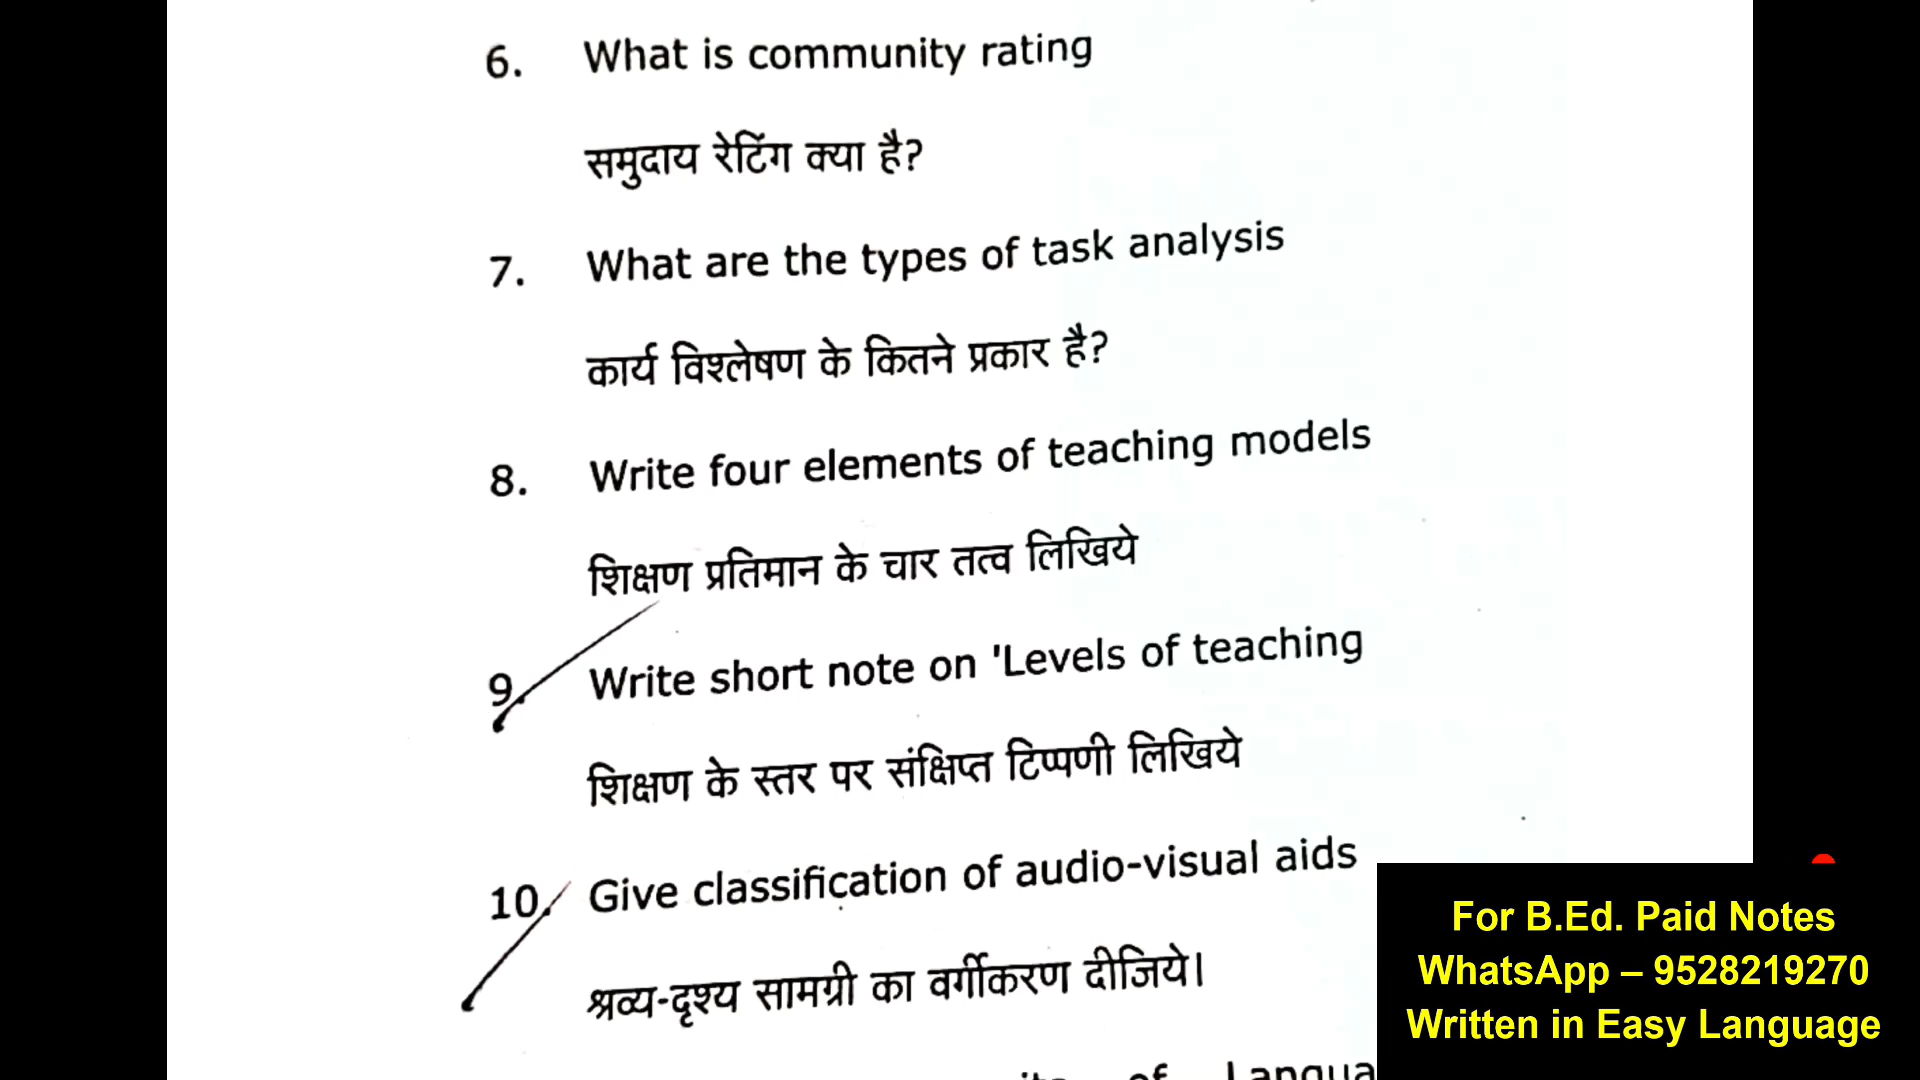 6. What is community rating
समुदाय रेटिंग क्या है?
7. What are the types of task analysis
कार्य विश्लेषण के कितने प्रकार है?
8. Write four elements of teaching models
शिक्षण प्रतिमान के चार तत्व लिखिये
9. Write short note on 'Levels of teaching
शिक्षण के स्तर पर संक्षिप्त टिप्पणी लिखिये
10. Give classification of audio-visual aids
श्रव्य-दृश्य सामग्री का वर्गीकरण दीजिये।
of
For B.Ed. Paid Notes
WhatsApp – 9528219270
Written in Easy Language